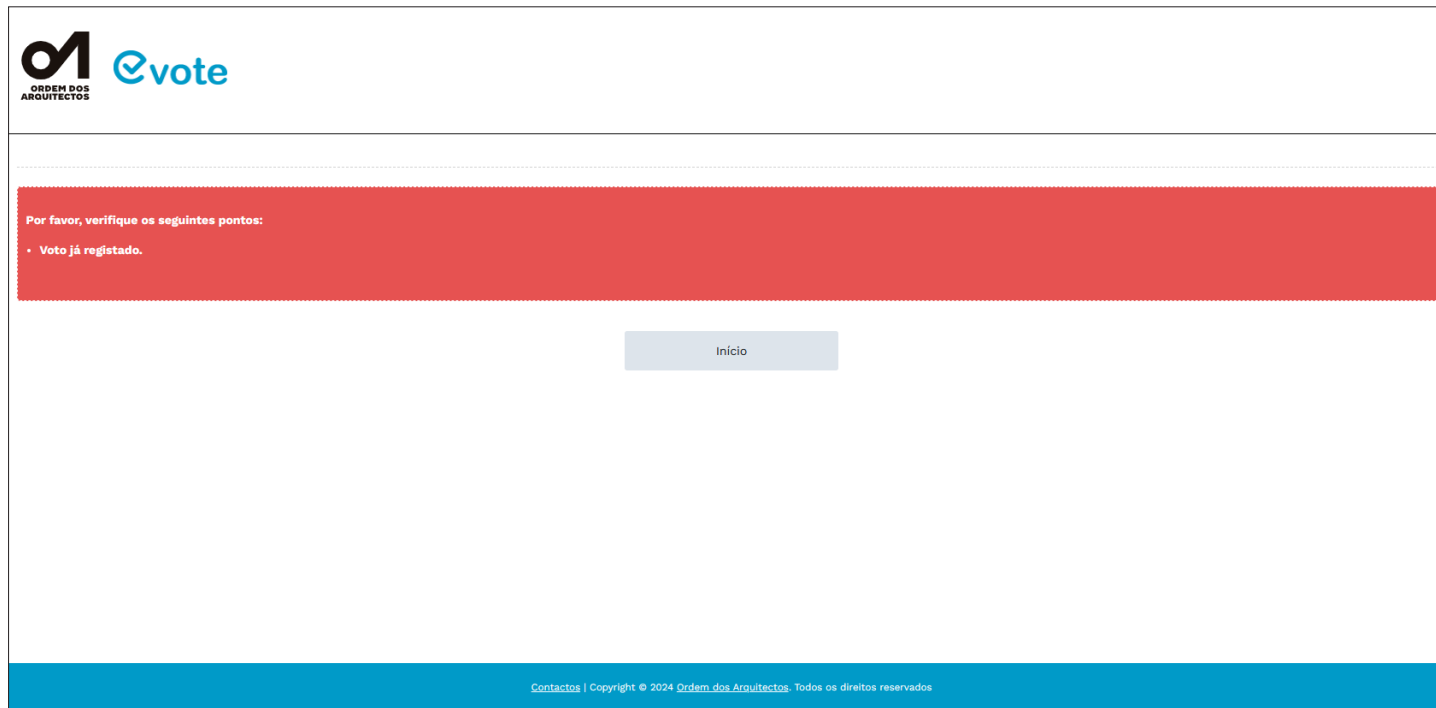 ORDEM DOS
ARQUITECTOS
evote
Por favor, verifique os seguintes pontos:
• Voto já registado.
Início
Contactos | Copyright © 2024 Ordem dos Arquitectos. Todos os direitos reservados